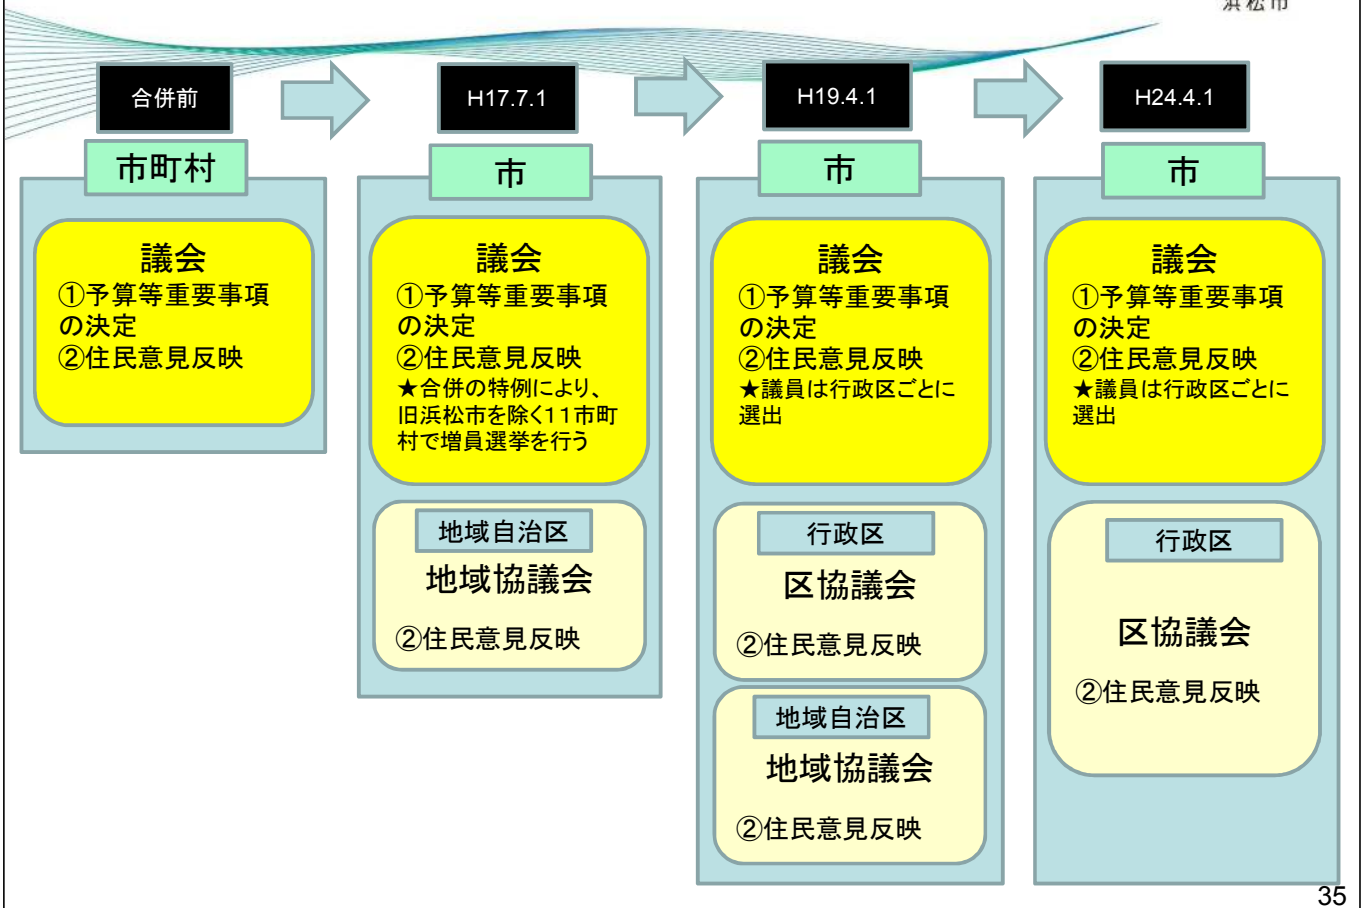 浜松市
合併前
H17.7.1
H19.4.1
H24.4.1
市町村
議会
①予算等重要事項
の決定
②住民意見反映
市
議会
①予算等重要事項
の決定
②住民意見反映
★合併の特例により、
旧浜松市を除く11市町
村で増員選挙を行う
地域自治区
地域協議会
②住民意見反映
市
議会
①予算等重要事項
の決定
②住民意見反映
★議員は行政区ごとに
選出
行政区
区協議会
②住民意見反映
地域自治区
地域協議会
②住民意見反映
市
議会
①予算等重要事項
の決定
②住民意見反映
★議員は行政区ごとに
選出
行政区
区協議会
②住民意見反映
35